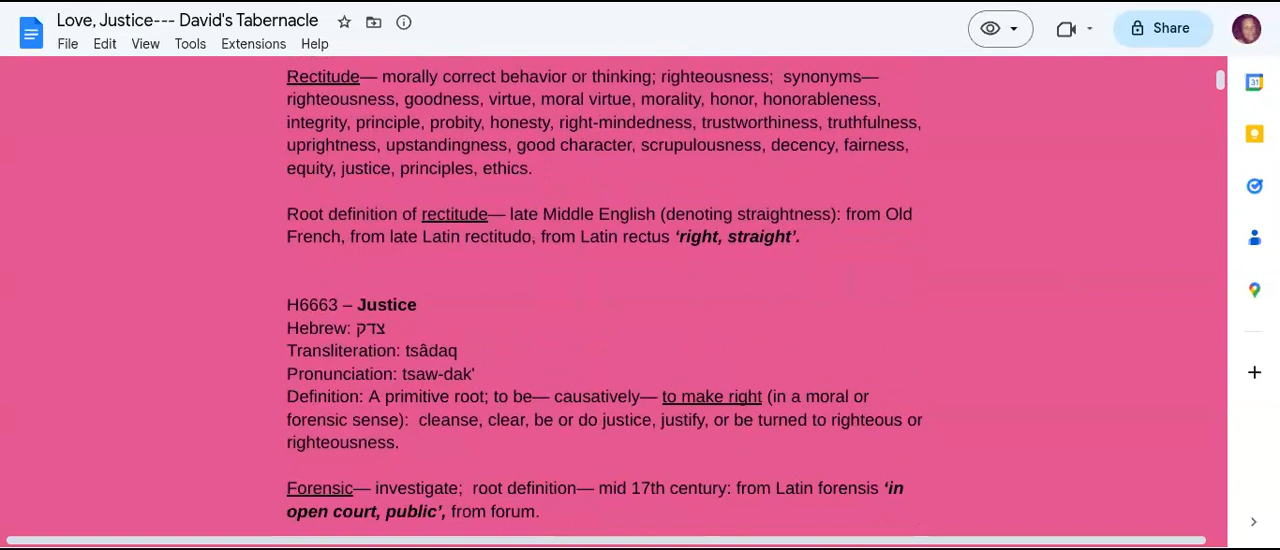 Love, Justice--- David's Tabernacle
File Edit View Tools Extensions Help
Share
31
Rectitude— morally correct behavior or thinking; righteousness; synonyms—
righteousness, goodness, virtue, moral virtue, morality, honor, honorableness,
integrity, principle, probity, honesty, right-mindedness, trustworthiness, truthfulness,
uprightness, upstandingness, good character, scrupulousness, decency, fairness,
equity, justice, principles, ethics.
Root definition of rectitude— late Middle English (denoting straightness): from Old
French, from late Latin rectitudo, from Latin rectus ‘right, straight’.
H6663 – Justice
Hebrew: צדק
Transliteration: tsâdaq
Pronunciation: tsaw-dak'
Definition: A primitive root; to be— causatively— to make right (in a moral or
forensic sense): cleanse, clear, be or do justice, justify, or be turned to righteous or
righteousness.
Forensic— investigate; root definition— mid 17th century: from Latin forensis ‘in
open court, public’, from forum.